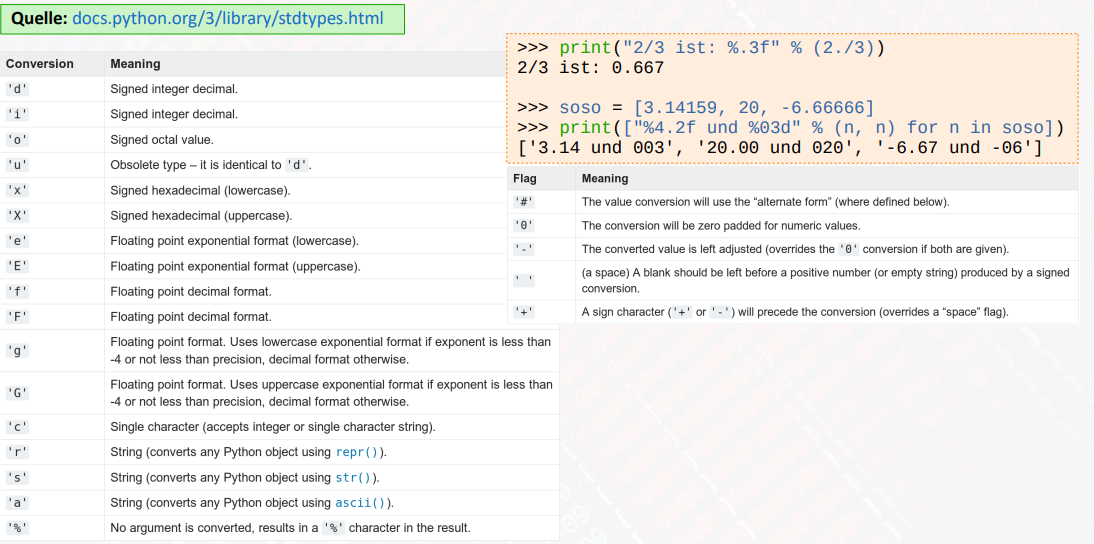 Quelle: docs.python.org/3/library/stdtypes.html
Conversion Meaning
'd' Signed integer decimal.
'i' Signed integer decimal.
'o' Signed octal value.
'u' Obsolete type – it is identical to 'd'.
'x' Signed hexadecimal (lowercase).
'X' Signed hexadecimal (uppercase).
'e' Floating point exponential format (lowercase).
'E' Floating point exponential format (uppercase).
'f' Floating point decimal format.
'F' Floating point decimal format.
'g' Floating point format. Uses lowercase exponential format if exponent is less than
-4 or not less than precision, decimal format otherwise.
'G' Floating point format. Uses uppercase exponential format if exponent is less than
-4 or not less than precision, decimal format otherwise.
'c' Single character (accepts integer or single character string).
'r' String (converts any Python object using repr()).
's' String (converts any Python object using str()).
'a' String (converts any Python object using ascii()).
'%' No argument is converted, results in a '%' character in the result.
>>> print("2/3 ist: %.3f" % (2./3))
2/3 ist: 0.667
>>> soso = [3.14159, 20, -6.66666]
>>> print(["%4.2f und %03d" % (n, n) for n in soso])
['3.14 und 003', '20.00 und 020', '-6.67 und -06']
Flag Meaning
'#' The value conversion will use the “alternate form” (where defined below).
'0' The conversion will be zero padded for numeric values.
'-' The converted value is left adjusted (overrides the '0' conversion if both are given).
' ' (a space) A blank should be left before a positive number (or empty string) produced by a signed
conversion.
'+' A sign character ('+' or '-') will precede the conversion (overrides a “space” flag).